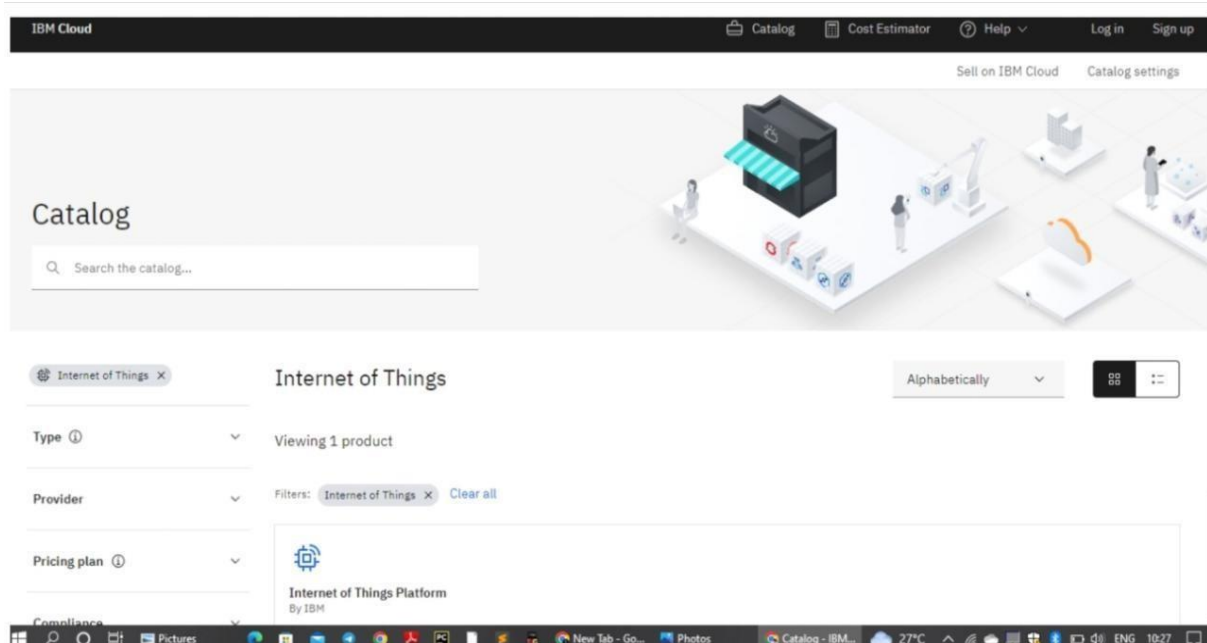 IBM Cloud
Catalog
Cost Estimator
Help
Log in
Sign up
Sell on IBM Cloud
Catalog settings
Catalog
Search the catalog...
Internet of Things
Type
Provider
Pricing plan
Compliance
Internet of Things
Alphabetically
Viewing 1 product
Filters: Internet of Things Clear all
Internet of Things Platform
By IBM
Pictures
PC
New Tab - Go...
Photos
Catalog - IBM...
27°C
ENG
10:27